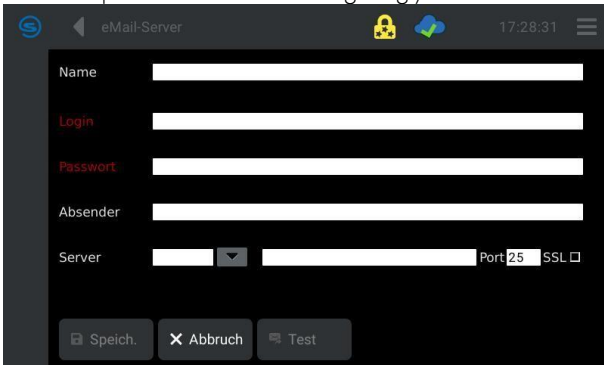 eMail-Server 17:28:31
Name
Login
Passwort
Absender
Server Port 25 SSL
Speich. Abbruch Test